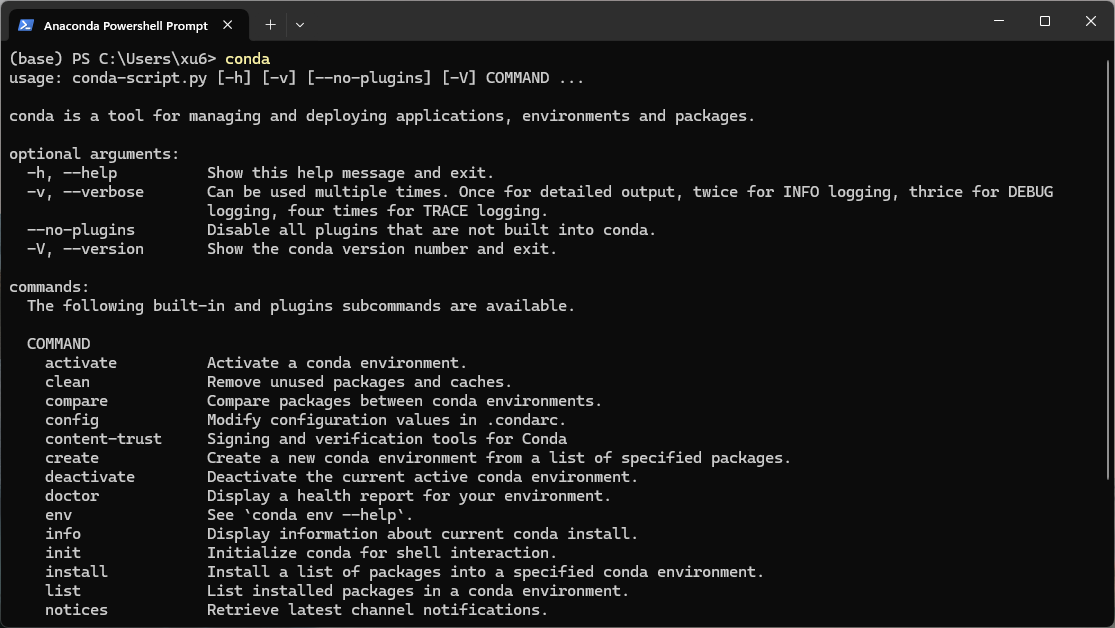 Anaconda Powershell Prompt
(base) PS C:\Users\xu6> conda
usage: conda-script.py [-h] [-v] [--no-plugins] [-V] COMMAND ...
conda is a tool for managing and deploying applications, environments and packages.
optional arguments:
  -h, --help          Show this help message and exit.
  -v, --verbose       Can be used multiple times. Once for detailed output, twice for INFO logging, thrice for DEBUG
                      logging, four times for TRACE logging.
  --no-plugins        Disable all plugins that are not built into conda.
  -V, --version       Show the conda version number and exit.
commands:
  The following built-in and plugins subcommands are available.
  COMMAND
    activate          Activate a conda environment.
    clean             Remove unused packages and caches.
    compare           Compare packages between conda environments.
    config            Modify configuration values in .condarc.
    content-trust     Signing and verification tools for Conda
    create            Create a new conda environment from a list of specified packages.
    deactivate        Deactivate the current active conda environment.
    doctor            Display a health report for your environment.
    env               See `conda env --help`.
    info              Display information about current conda install.
    init              Initialize conda for shell interaction.
    install           Install a list of packages into a specified conda environment.
    list              List installed packages in a conda environment.
    notices           Retrieve latest channel notifications.